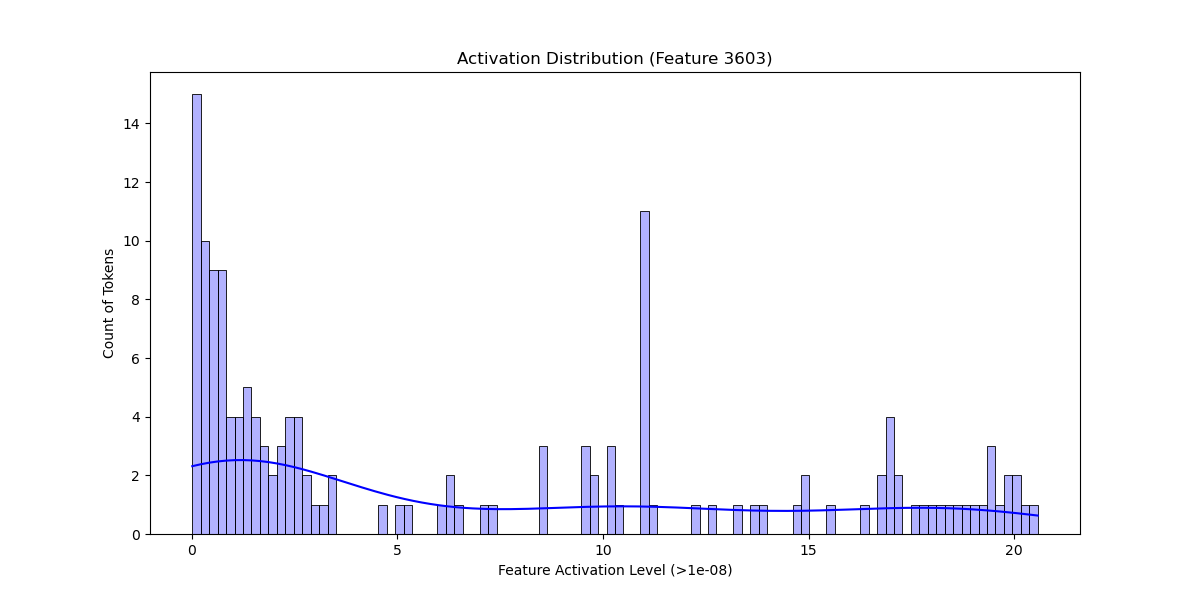 Activation Distribution (Feature 3603)
Count of Tokens
14
12
10
8
6
4
2
0
0 5 10 15 20
Feature Activation Level (>1e-08)